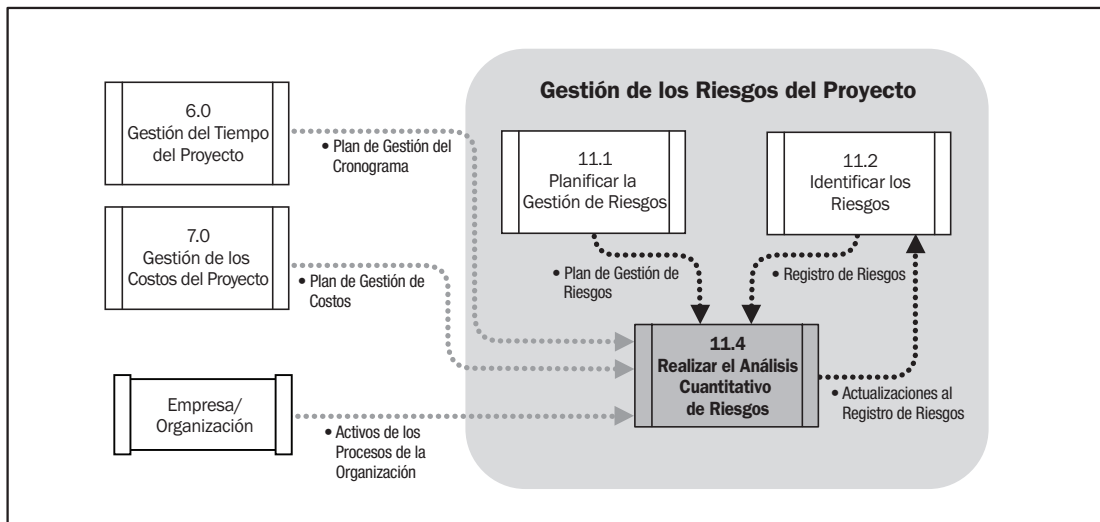 Gestión de los Riesgos del Proyecto
6.0
Gestión del Tiempo
del Proyecto
• Plan de Gestión del
Cronograma
11.1
Planificar la
Gestión de Riesgos
11.2
Identificar los
Riesgos
7.0
Gestión de los
Costos del Proyecto
• Plan de Gestión de
Costos
• Plan de Gestión de
Riesgos
• Registro de Riesgos
11.4
Realizar el Análisis
Cuantitativo
de Riesgos
• Actualizaciones al
Registro de Riesgos
Empresa/
Organización
• Activos de los
Procesos de la
Organización